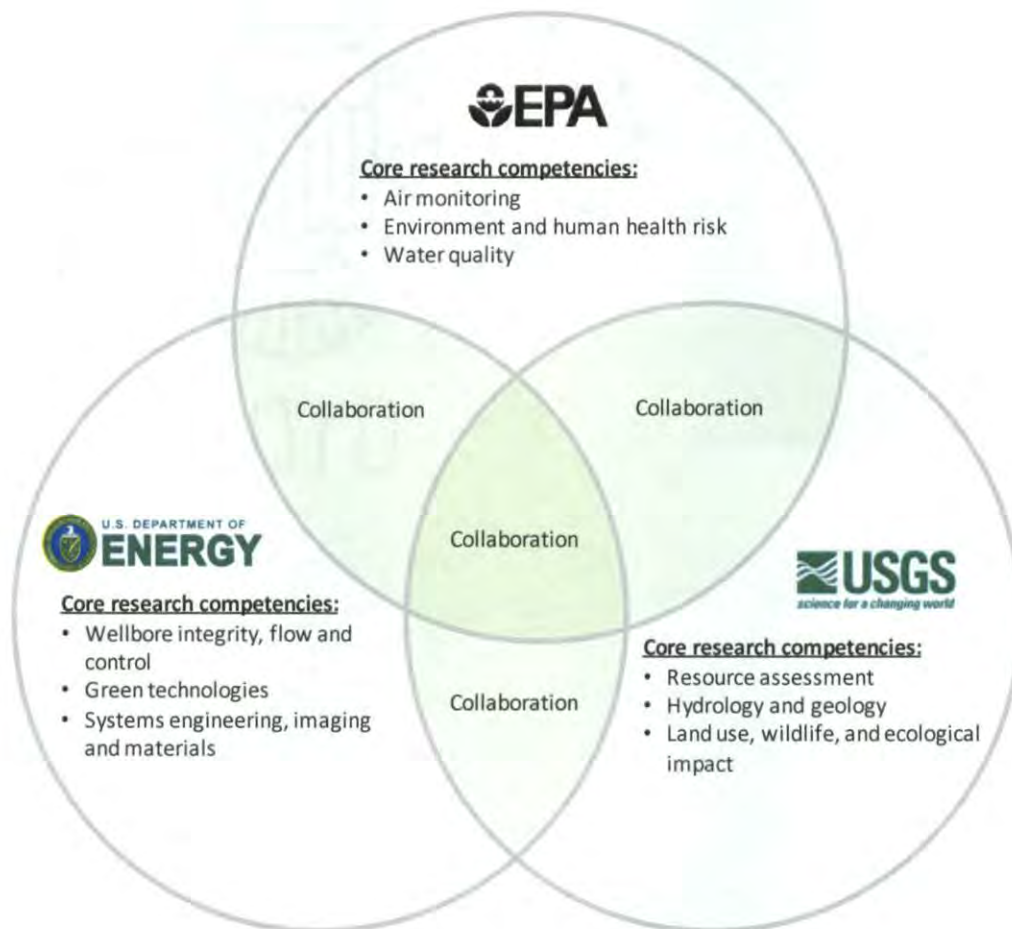 EPA
Core research competencies:
• Air monitoring
• Environment and human health risk
• Water quality
Collaboration
Collaboration
Collaboration
U.S. DEPARTMENT OF
ENERGY
Core research competencies:
• Wellbore integrity, flow and
control
• Green technologies
• Systems engineering, imaging
and materials
USGS
science for a changing world
Core research competencies:
• Resource assessment
• Hydrology and geology
• Land use, wildlife, and ecological
impact
Collaboration